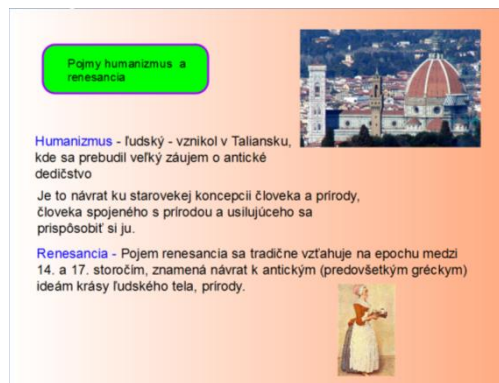 Pojmy humanizmus a
renesancia
Humanizmus - ľudský - vznikol v Taliansku,
kde sa prebudil veľký záujem o antické
dedičstvo
Je to návrat ku starovekej koncepcii človeka a prírody,
človeka spojeného s prírodou a usilujúceho sa
prispôsobiť si ju.
Renesancia - Pojem renesancia sa tradične vzťahuje na epochu medzi
14. a 17. storočím, znamená návrat k antickým (predovšetkým gréckym)
ideám krásy ľudského tela, prírody.